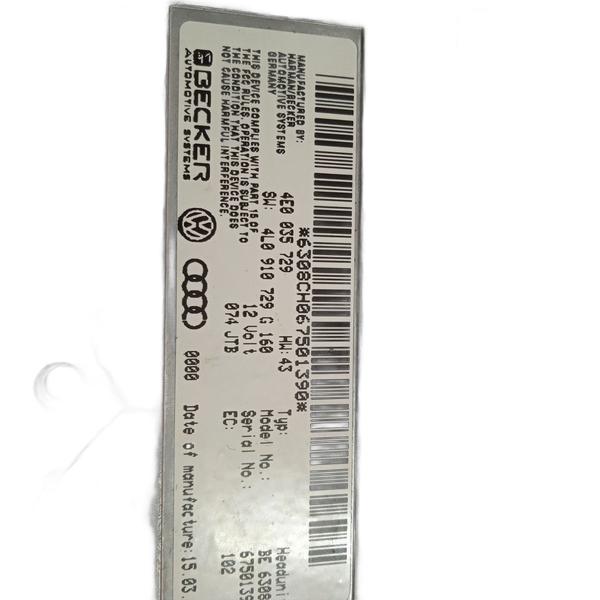 *6308CH067501390*
MANUFACTURED BY:
HARMAN/BECKER
AUTOMOTIVE SYSTEMS
GERMANY
THIS DEVICE COMPLIES WITH PART 15 OF
THE FCC RULES. OPERATION IS SUBJECT TO
THE CONDITION THAT THIS DEVICE DOES
NOT CAUSE HARMFUL INTERFERENCE.
BECKER
AUTOMOTIVE SYSTEMS
4E0 035 729 HW:43
SW: 4L0 910 729 G 160
12 Volt
074 JTB
0000
Typ: Headuni
Model No.: BE 6308
Serial No.: 6750139
EC: 102
Date of manufacture:15.03.